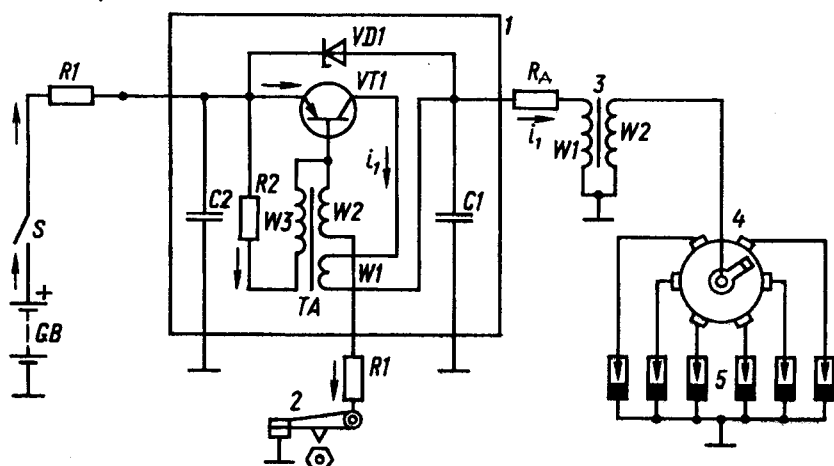 1
VD1
R1
VT1
Rд
3
i₁
W1
W2
i₁
R2
C2
W3
W2
C1
S
W1
4
TA
+
GB
R1
5
2